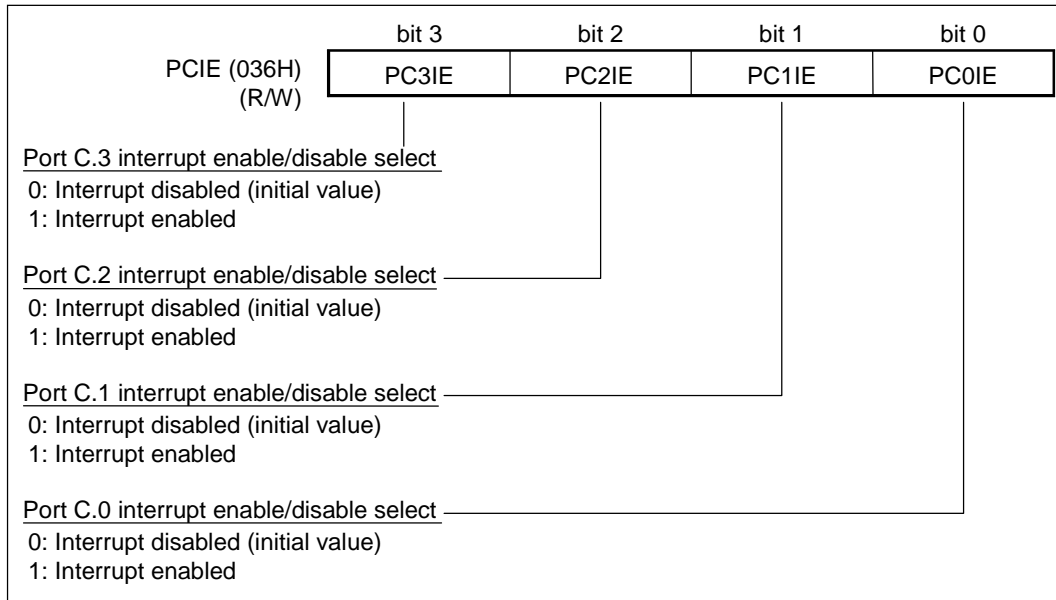 bit 3 bit 2 bit 1 bit 0
PCIE (036H) PC3IE PC2IE PC1IE PC0IE
(R/W)
Port C.3 interrupt enable/disable select
0: Interrupt disabled (initial value)
1: Interrupt enabled
Port C.2 interrupt enable/disable select
0: Interrupt disabled (initial value)
1: Interrupt enabled
Port C.1 interrupt enable/disable select
0: Interrupt disabled (initial value)
1: Interrupt enabled
Port C.0 interrupt enable/disable select
0: Interrupt disabled (initial value)
1: Interrupt enabled